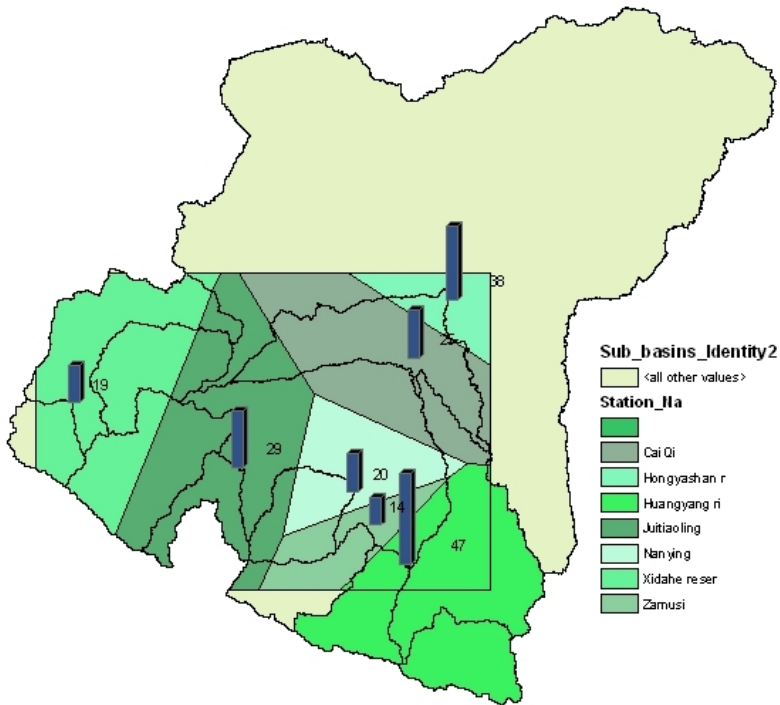 38
19
29
20
14
47
Sub_basins_Identity2
<all other values>
Station_Na
Cai Qi
Hongyashan r
Huangyang ri
Juitiaoling
Nanying
Xidahe reser
Zamusi